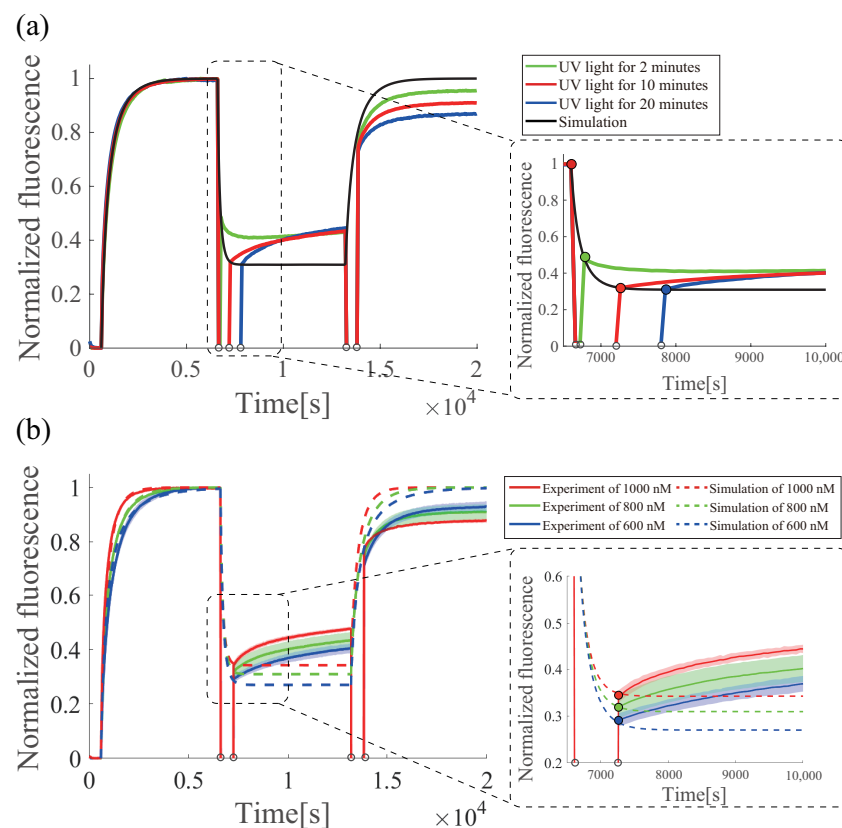 (a)
Normalized fluorescence
1
0.8
0.6
0.4
0.2
0
0 0.5 1 1.5 2
Time[s] ×10⁴
UV light for 2 minutes
UV light for 10 minutes
UV light for 20 minutes
Simulation
Normalized fluorescence
1
0.8
0.6
0.4
0.2
0
7000 8000 9000 10,000
Time[s]
(b)
Normalized fluorescence
1
0.8
0.6
0.4
0.2
0
0 0.5 1 1.5 2
Time[s] ×10⁴
Experiment of 1000 nM Simulation of 1000 nM
Experiment of 800 nM Simulation of 800 nM
Experiment of 600 nM Simulation of 600 nM
Normalized fluorescence
0.6
0.5
0.4
0.3
0.2
7000 8000 9000 10,000
Time[s]